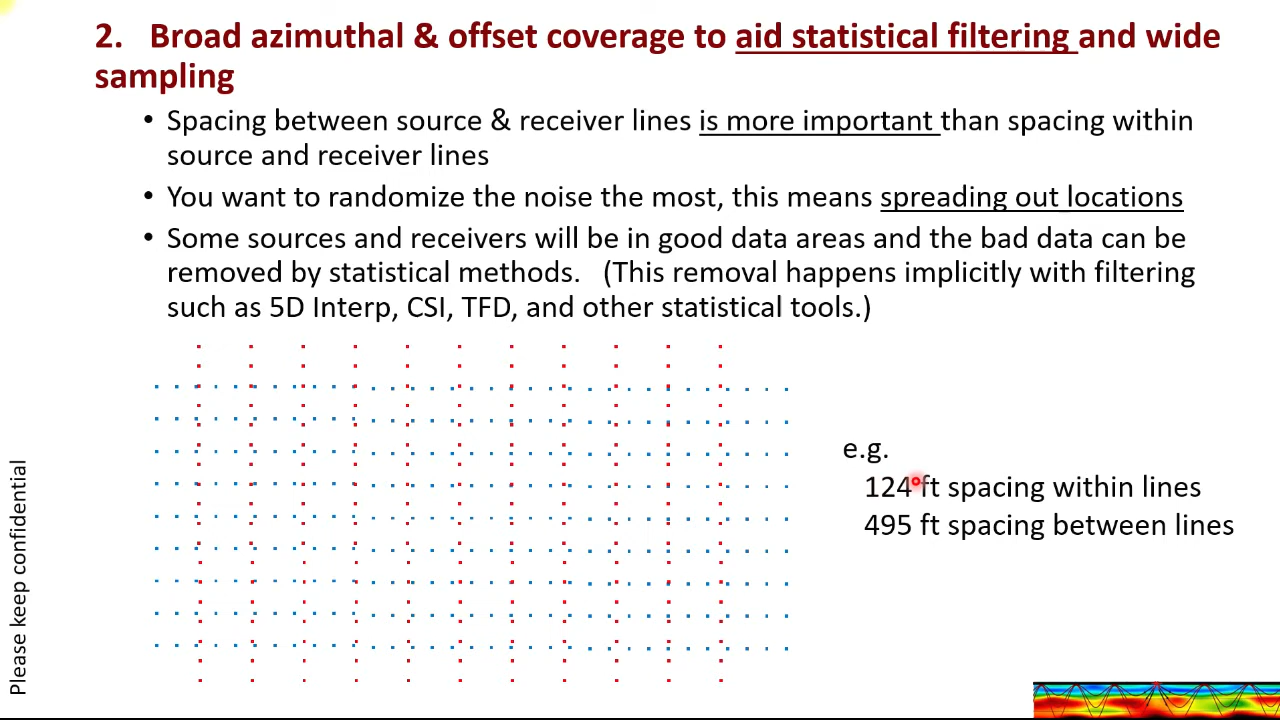 2. Broad azimuthal & offset coverage to aid statistical filtering and wide
sampling
• Spacing between source & receiver lines is more important than spacing within
source and receiver lines
• You want to randomize the noise the most, this means spreading out locations
• Some sources and receivers will be in good data areas and the bad data can be
removed by statistical methods. (This removal happens implicitly with filtering
such as 5D Interp, CSI, TFD, and other statistical tools.)
e.g.
124 ft spacing within lines
495 ft spacing between lines
Please keep confidential